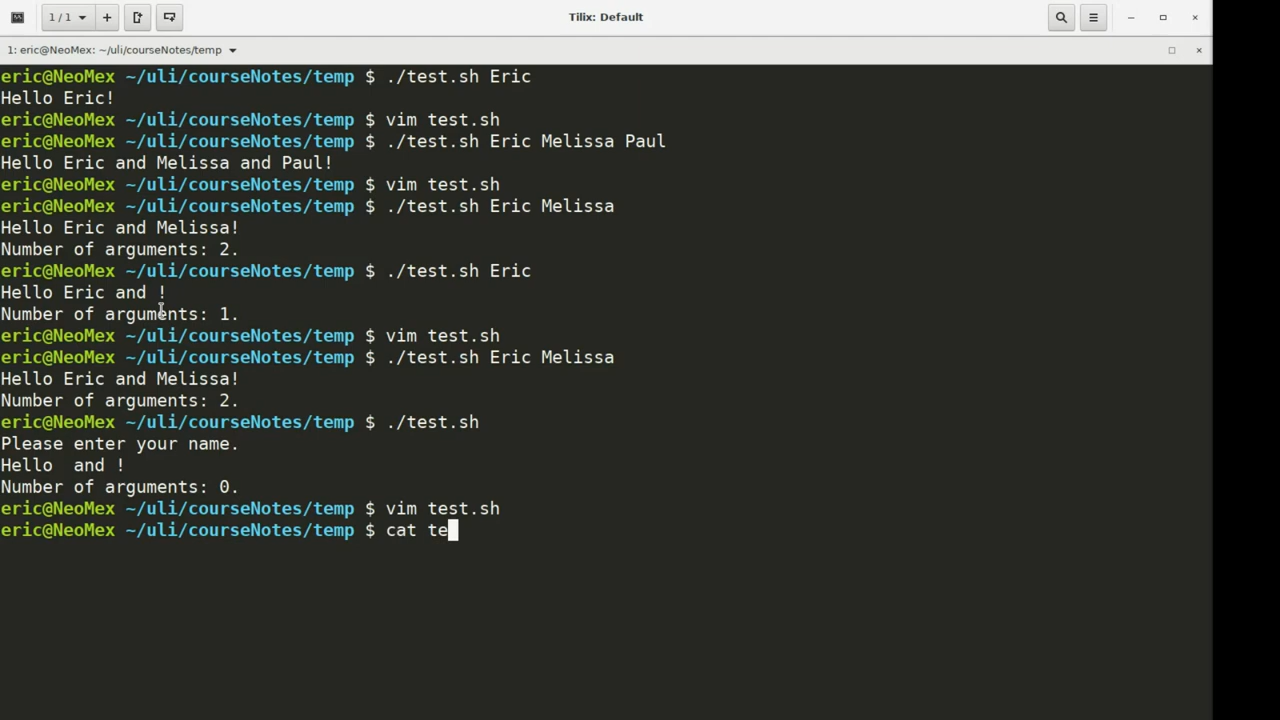 1 / 1
Tilix: Default
1: eric@NeoMex: ~/uli/courseNotes/temp
eric@NeoMex ~/uli/courseNotes/temp $ ./test.sh Eric
Hello Eric!
eric@NeoMex ~/uli/courseNotes/temp $ vim test.sh
eric@NeoMex ~/uli/courseNotes/temp $ ./test.sh Eric Melissa Paul
Hello Eric and Melissa and Paul!
eric@NeoMex ~/uli/courseNotes/temp $ vim test.sh
eric@NeoMex ~/uli/courseNotes/temp $ ./test.sh Eric Melissa
Hello Eric and Melissa!
Number of arguments: 2.
eric@NeoMex ~/uli/courseNotes/temp $ ./test.sh Eric
Hello Eric and !
Number of arguments: 1.
eric@NeoMex ~/uli/courseNotes/temp $ vim test.sh
eric@NeoMex ~/uli/courseNotes/temp $ ./test.sh Eric Melissa
Hello Eric and Melissa!
Number of arguments: 2.
eric@NeoMex ~/uli/courseNotes/temp $ ./test.sh
Please enter your name.
Hello  and !
Number of arguments: 0.
eric@NeoMex ~/uli/courseNotes/temp $ vim test.sh
eric@NeoMex ~/uli/courseNotes/temp $ cat te